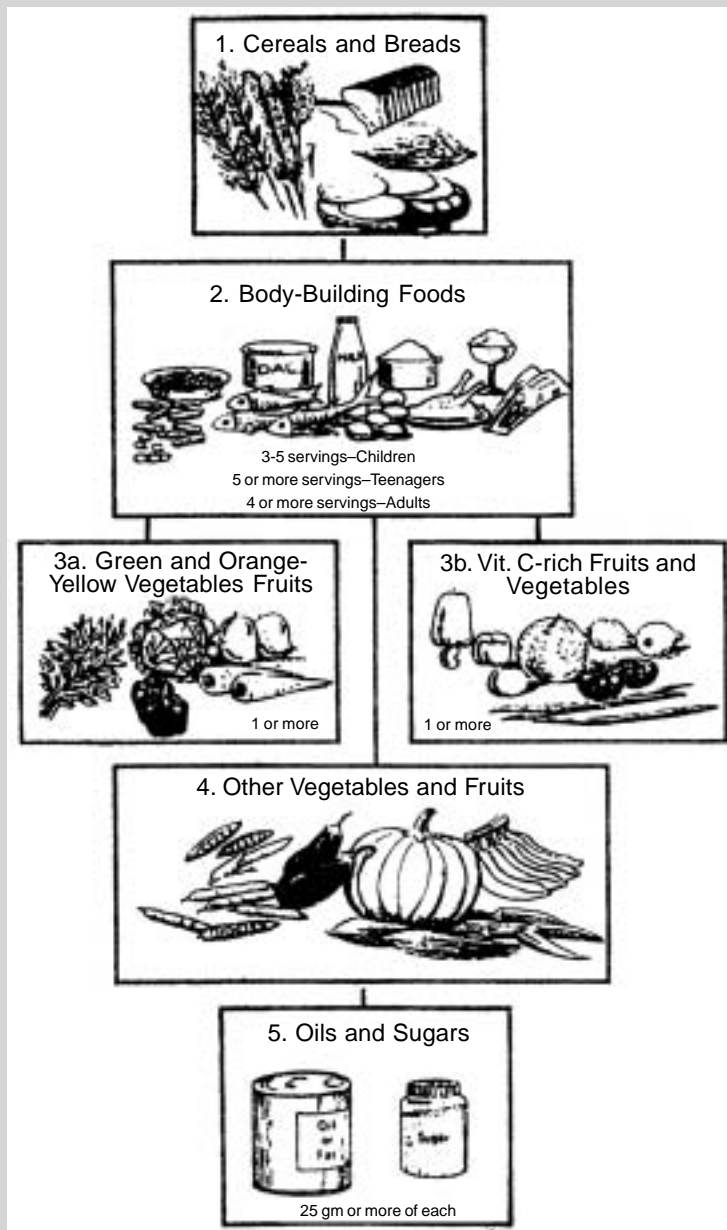 1. Cereals and Breads
2. Body-Building Foods
DAL
MILK
3-5 servings–Children
5 or more servings–Teenagers
4 or more servings–Adults
3a. Green and Orange-
Yellow Vegetables Fruits
1 or more
3b. Vit. C-rich Fruits and
Vegetables
1 or more
4. Other Vegetables and Fruits
5. Oils and Sugars
Oil
or
Fat
Sugar
25 gm or more of each